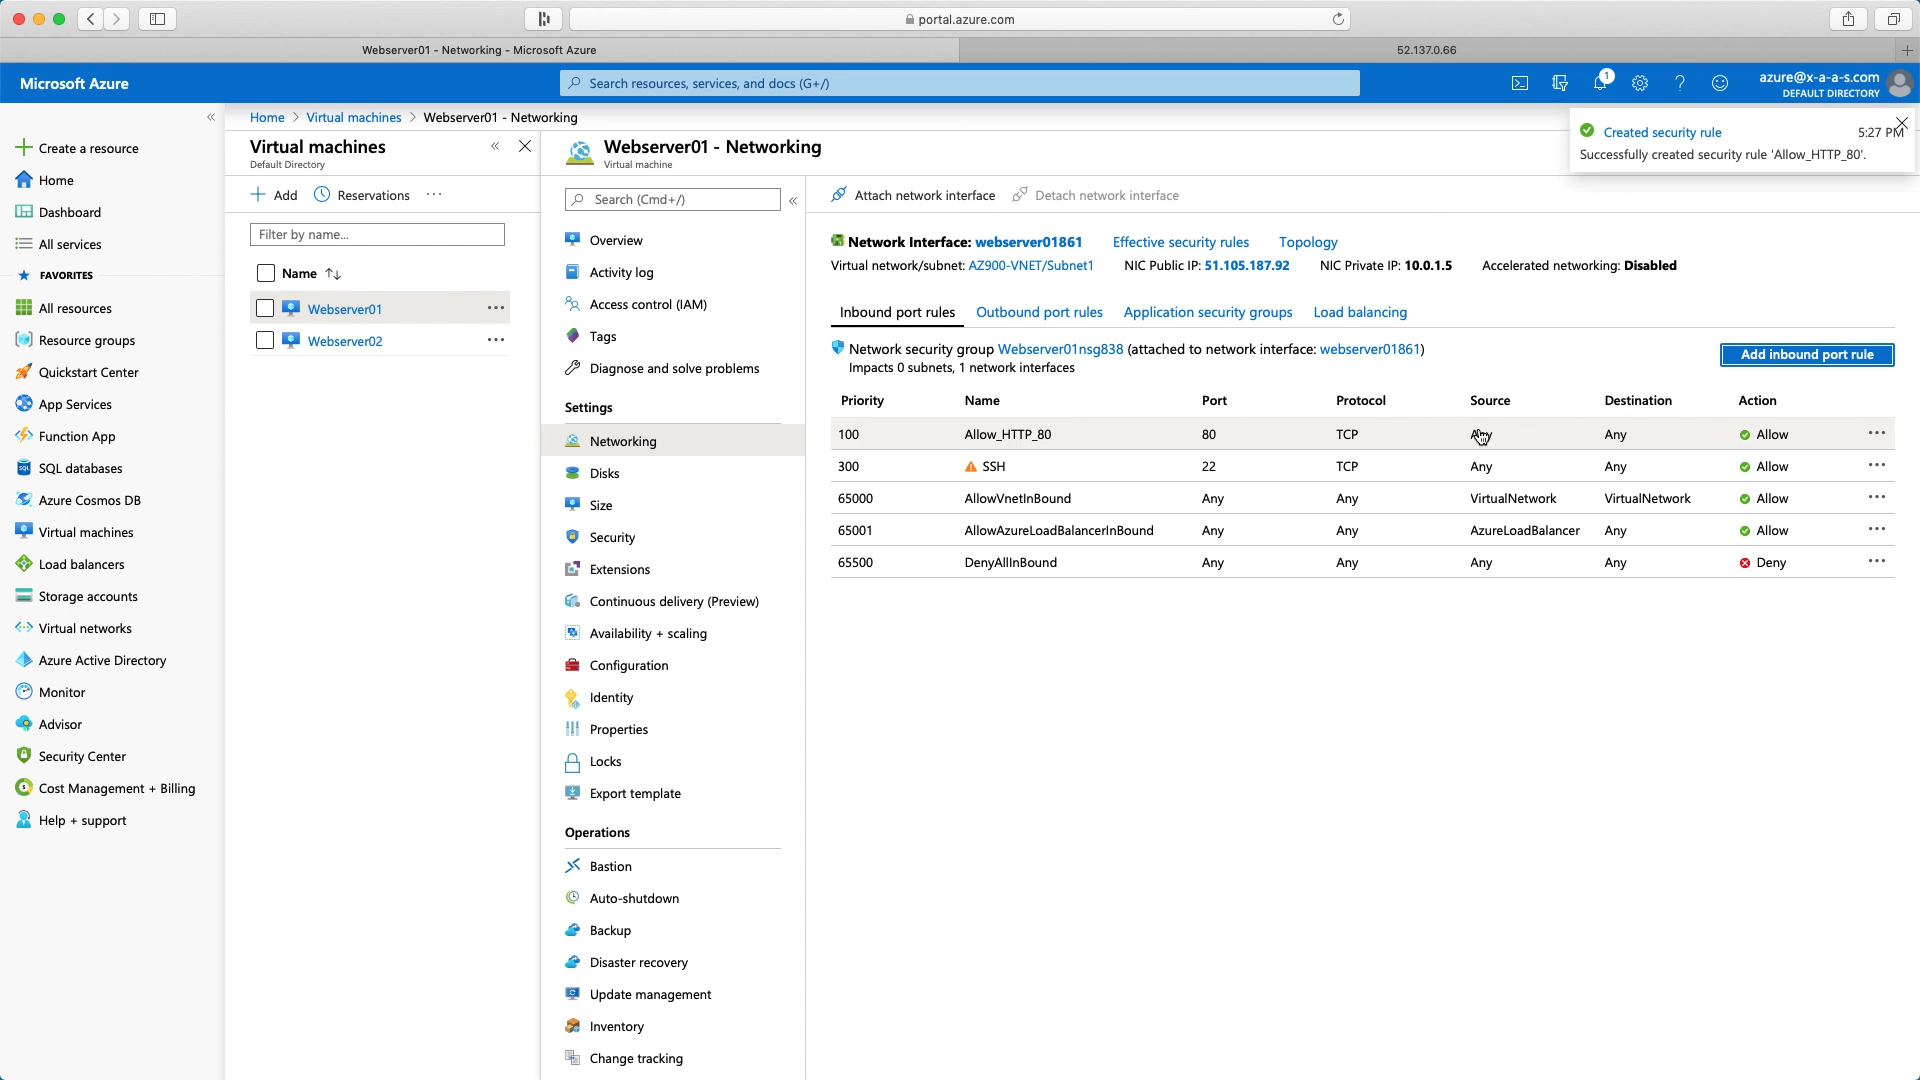 portal.azure.com
Webserver01 - Networking - Microsoft Azure
52.137.0.66
Microsoft Azure
Search resources, services, and docs (G+/)
1
azure@x-a-a-s.com
DEFAULT DIRECTORY
Created security rule 5:27 PM
Successfully created security rule 'Allow_HTTP_80'.
Create a resource
Home
Dashboard
All services
FAVORITES
All resources
Resource groups
Quickstart Center
App Services
Function App
SQL databases
Azure Cosmos DB
Virtual machines
Load balancers
Storage accounts
Virtual networks
Azure Active Directory
Monitor
Advisor
Security Center
Cost Management + Billing
Help + support
Home > Virtual machines > Webserver01 - Networking
Virtual machines
Default Directory
Add Reservations
Filter by name...
Name
Webserver01
Webserver02
Webserver01 - Networking
Virtual machine
Search (Cmd+/)
Overview
Activity log
Access control (IAM)
Tags
Diagnose and solve problems
Settings
Networking
Disks
Size
Security
Extensions
Continuous delivery (Preview)
Availability + scaling
Configuration
Identity
Properties
Locks
Export template
Operations
Bastion
Auto-shutdown
Backup
Disaster recovery
Update management
Inventory
Change tracking
Attach network interface Detach network interface
Network Interface: webserver01861 Effective security rules Topology
Virtual network/subnet: AZ900-VNET/Subnet1 NIC Public IP: 51.105.187.92 NIC Private IP: 10.0.1.5 Accelerated networking: Disabled
Inbound port rules Outbound port rules Application security groups Load balancing
Network security group Webserver01nsg838 (attached to network interface: webserver01861)
Impacts 0 subnets, 1 network interfaces
Add inbound port rule
Priority Name Port Protocol Source Destination Action
100 Allow_HTTP_80 80 TCP Any Any Allow
300 SSH 22 TCP Any Any Allow
65000 AllowVnetInBound Any Any VirtualNetwork VirtualNetwork Allow
65001 AllowAzureLoadBalancerInBound Any Any AzureLoadBalancer Any Allow
65500 DenyAllInBound Any Any Any Any Deny